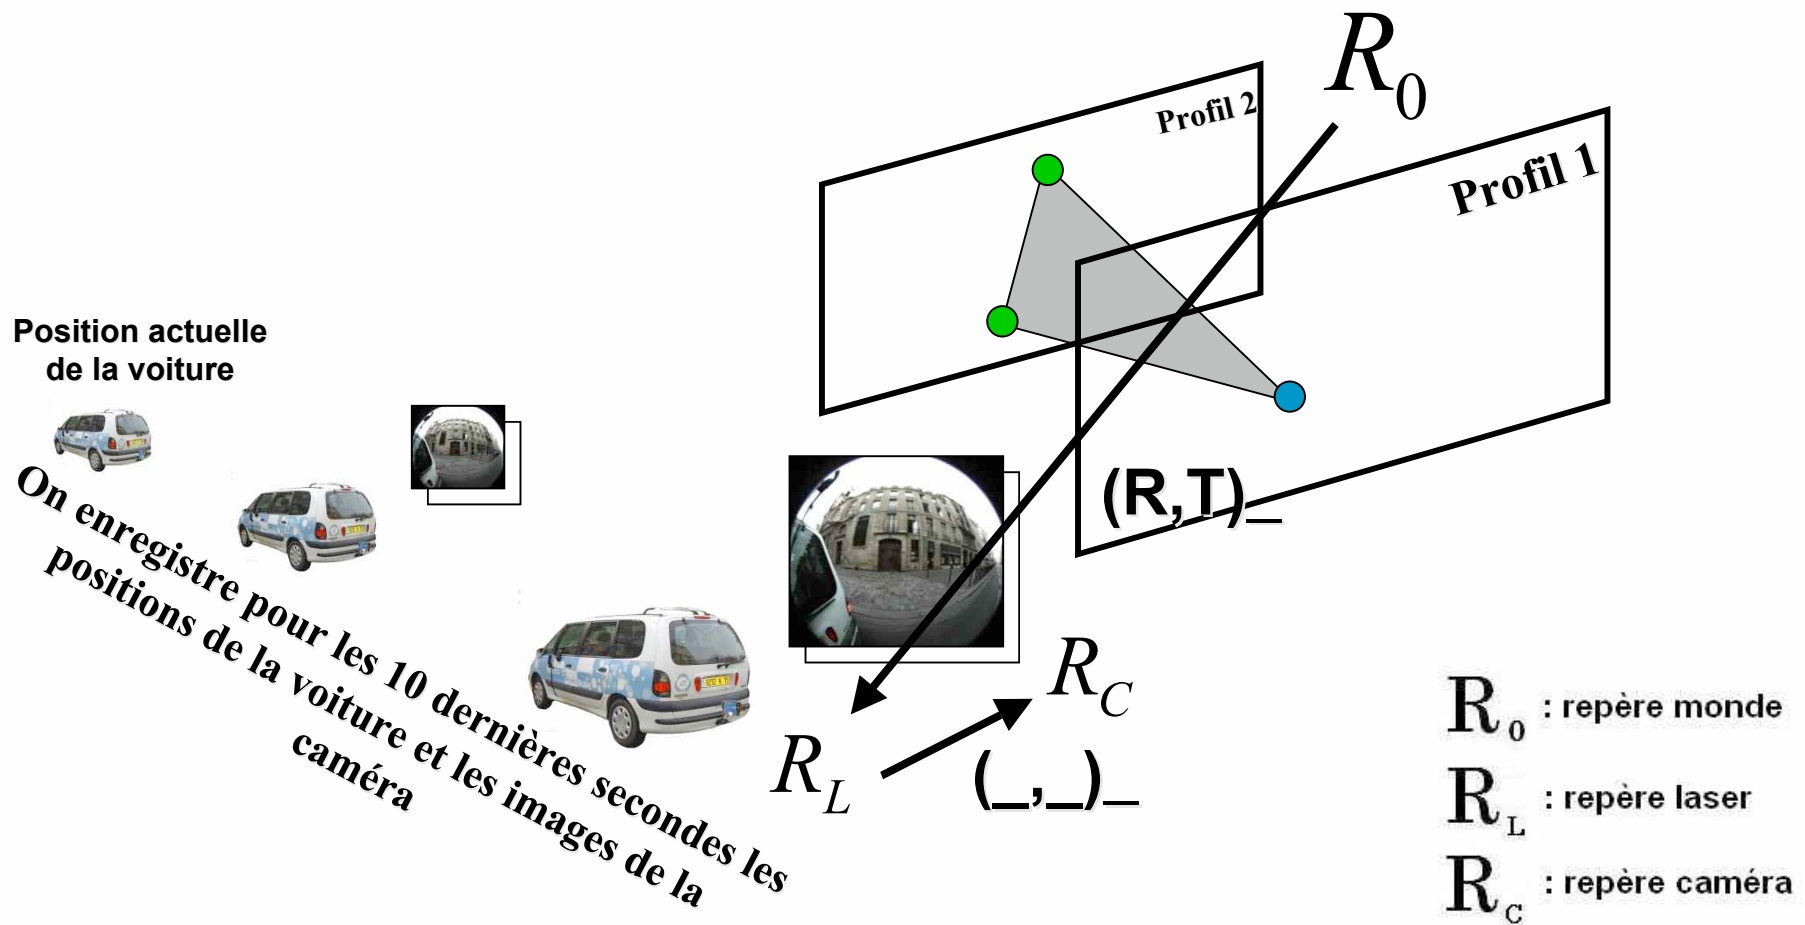 R0
Profil 2
Profil 1
Position actuelle
de la voiture
(R,T)_
On enregistre pour les 10 dernières secondes les
positions de la voiture et les images de la
caméra
RC
RL
(_,_)_
R0 : repère monde
RL : repère laser
RC : repère caméra